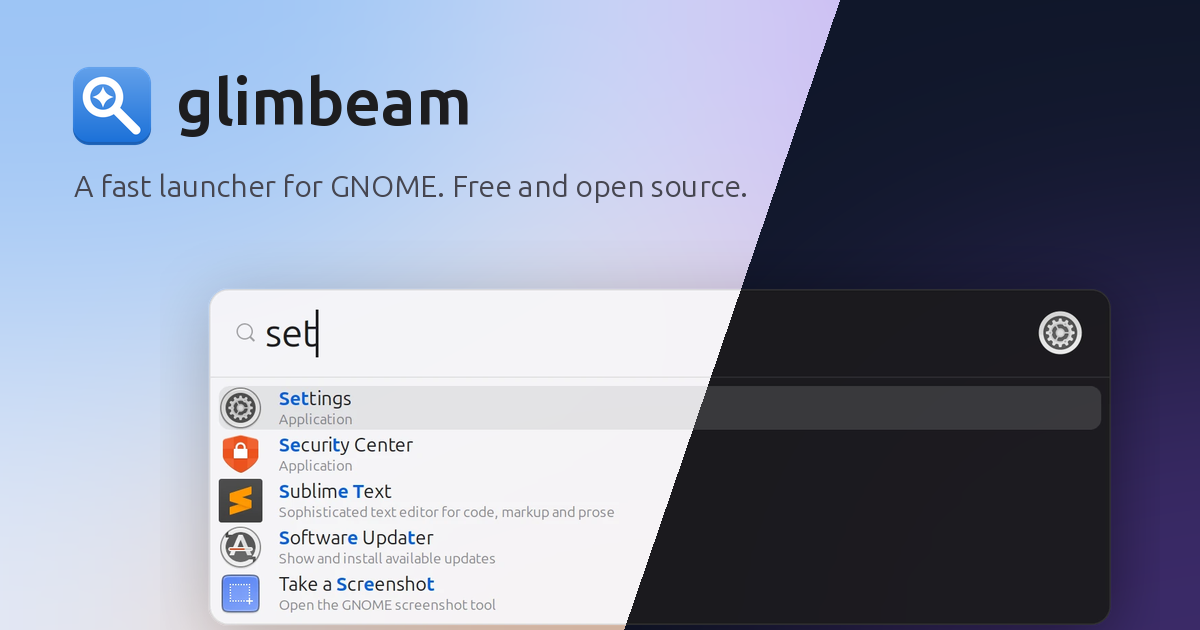 glimbeam
A fast launcher for GNOME. Free and open source.
set
Settings
Application
Security Center
Application
Sublime Text
Sophisticated text editor for code, markup and prose
Software Updater
Show and install available updates
Take a Screenshot
Open the GNOME screenshot tool